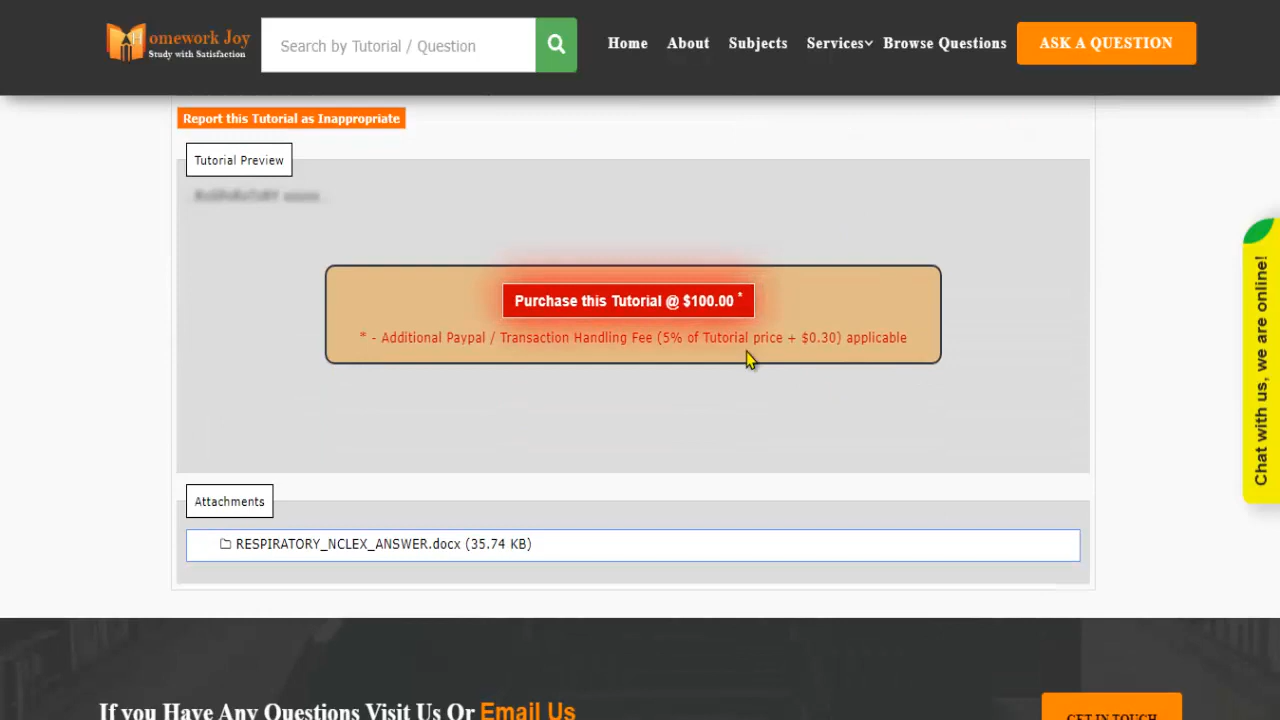 omework Joy
Study with Satisfaction
Search by Tutorial / Question
Home About Subjects Services Browse Questions
ASK A QUESTION
Report this Tutorial as Inappropriate
Tutorial Preview
Purchase this Tutorial @ $100.00 *
* - Additional Paypal / Transaction Handling Fee (5% of Tutorial price + $0.30) applicable
Attachments
RESPIRATORY_NCLEX_ANSWER.docx (35.74 KB)
Chat with us, we are online!
If you Have Any Questions Visit Us Or Email Us
GET IN TOUCH